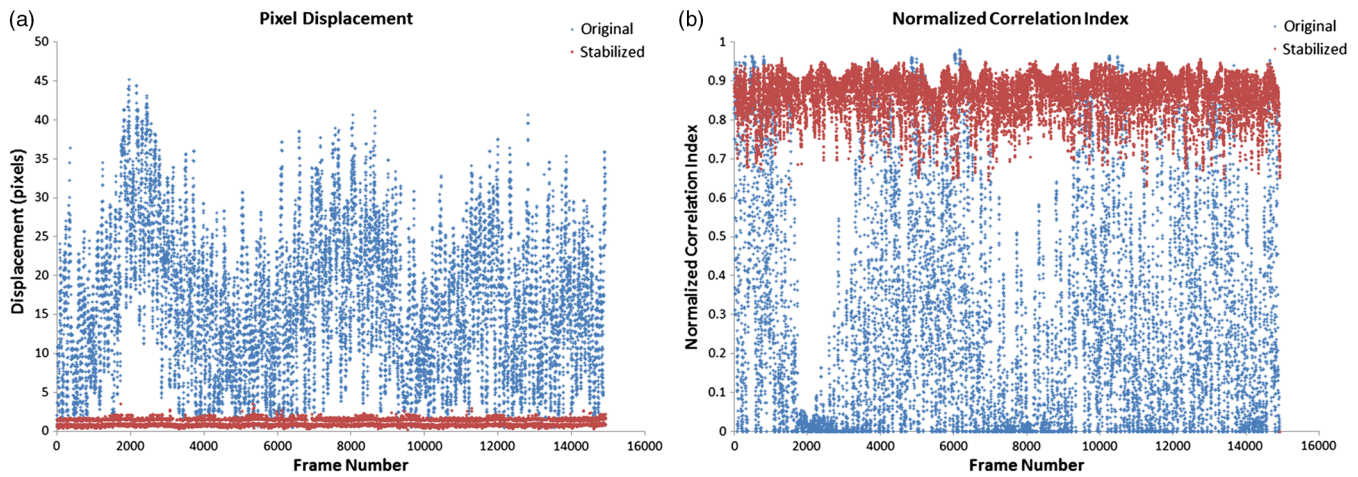 (a)
Pixel Displacement
Original
Stabilized
50
45
40
35
30
25
20
15
10
5
0
Displacement (pixels)
0 2000 4000 6000 8000 10000 12000 14000 16000
Frame Number
(b)
Normalized Correlation Index
Original
Stabilized
1
0.9
0.8
0.7
0.6
0.5
0.4
0.3
0.2
0.1
0
Normalized Correlation Index
0 2000 4000 6000 8000 10000 12000 14000 16000
Frame Number